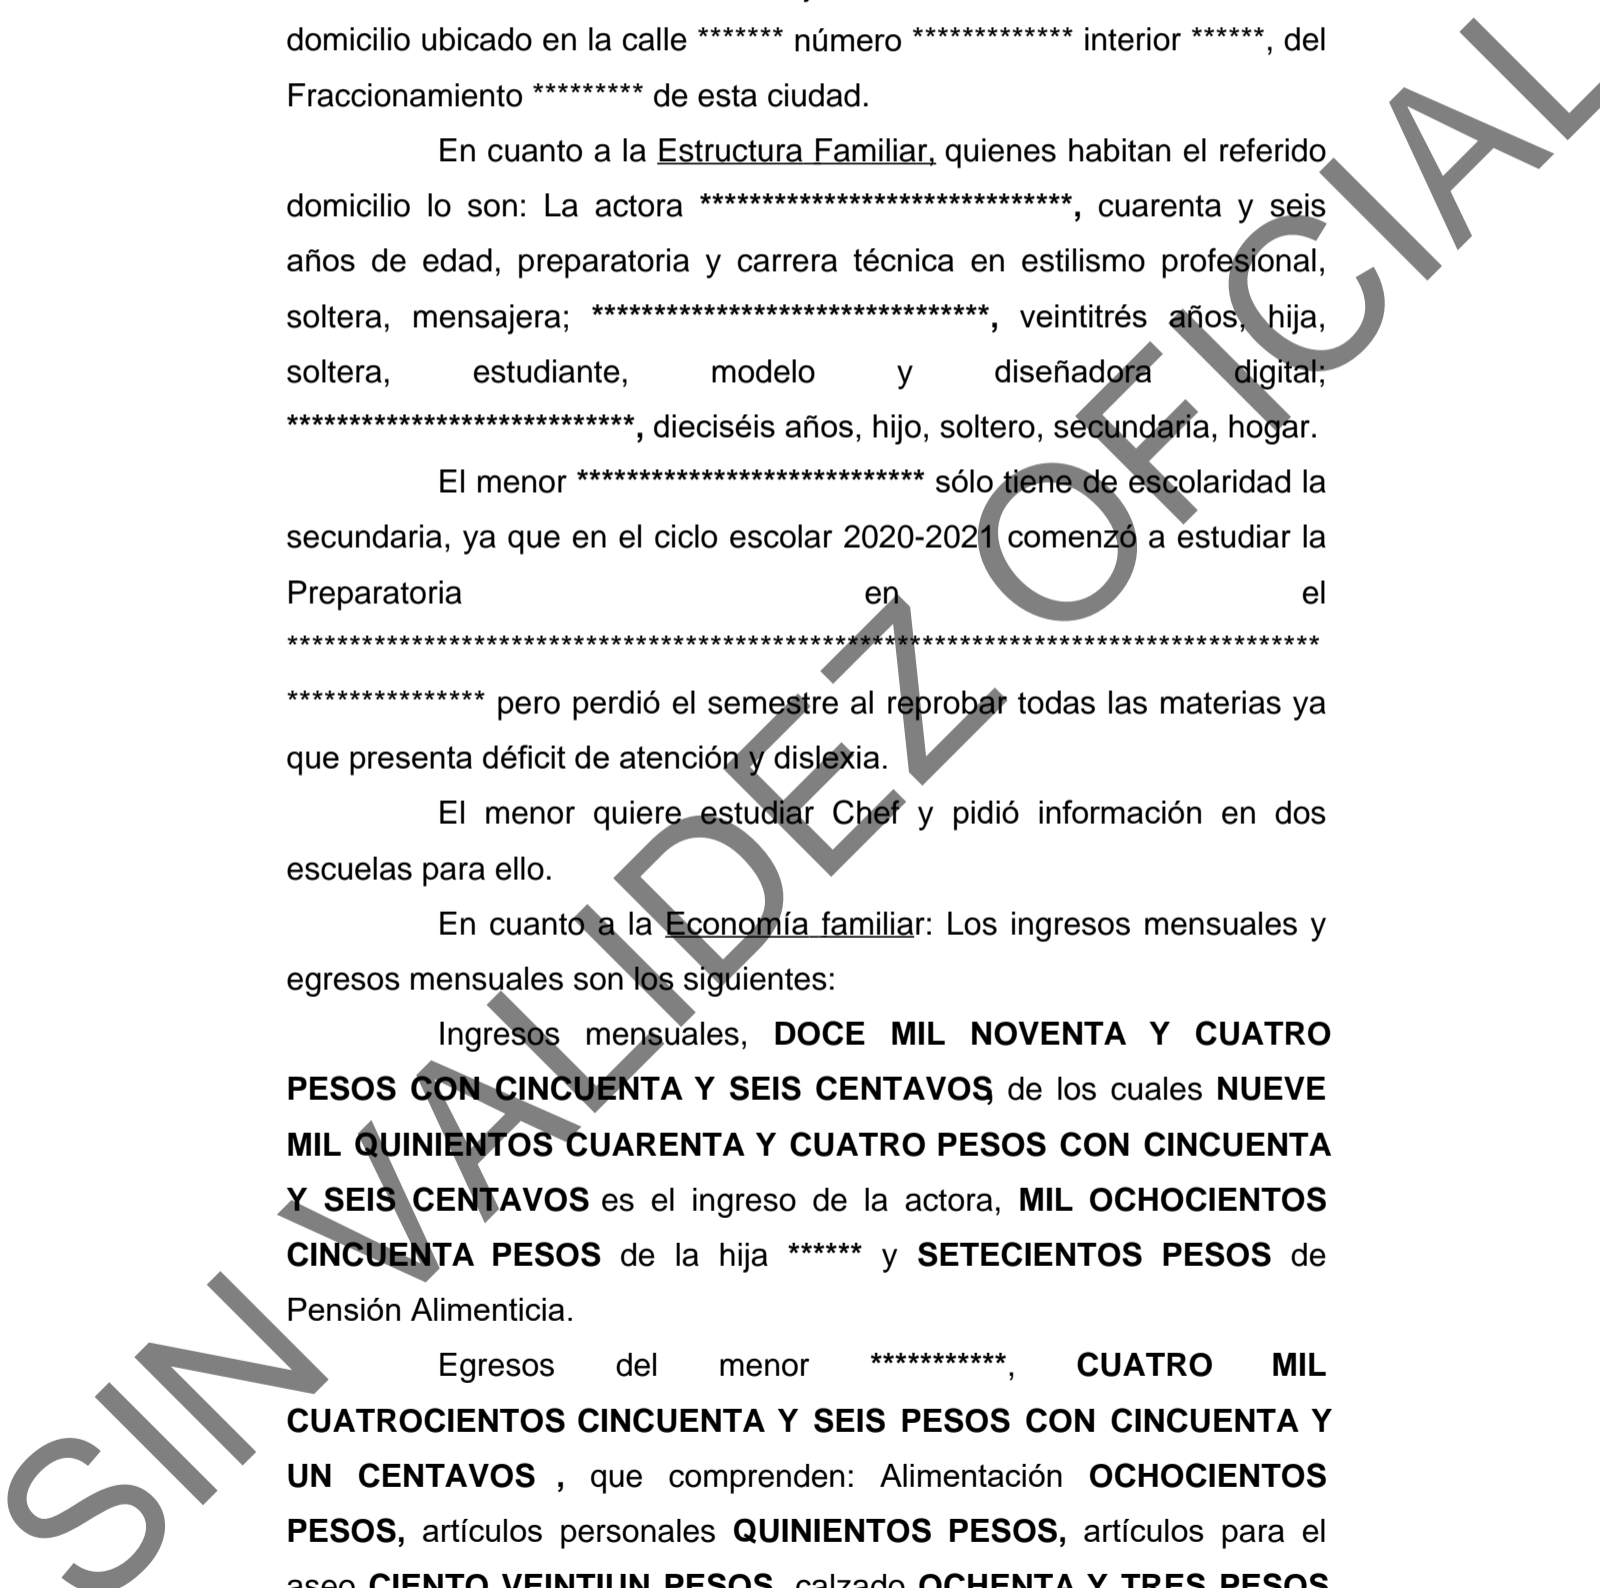 domicilio ubicado en la calle ******* número ************* interior ******, del
Fraccionamiento ********* de esta ciudad.
En cuanto a la Estructura Familiar, quienes habitan el referido
domicilio lo son: La actora ******************************, cuarenta y seis
años de edad, preparatoria y carrera técnica en estilismo profesional,
soltera, mensajera; ********************************, veintitrés años, hija,
soltera, estudiante, modelo y diseñadora digital;
****************************, dieciséis años, hijo, soltero, secundaria, hogar.
El menor **************************** sólo tiene de escolaridad la
secundaria, ya que en el ciclo escolar 2020-2021 comenzó a estudiar la
Preparatoria en el
***********************************************************************************
**************** pero perdió el semestre al reprobar todas las materias ya
que presenta déficit de atención y dislexia.
El menor quiere estudiar Chef y pidió información en dos
escuelas para ello.
En cuanto a la Economía familiar: Los ingresos mensuales y
egresos mensuales son los siguientes:
Ingresos mensuales, DOCE MIL NOVENTA Y CUATRO
PESOS CON CINCUENTA Y SEIS CENTAVOS, de los cuales NUEVE
MIL QUINIENTOS CUARENTA Y CUATRO PESOS CON CINCUENTA
Y SEIS CENTAVOS es el ingreso de la actora, MIL OCHOCIENTOS
CINCUENTA PESOS de la hija ****** y SETECIENTOS PESOS de
Pensión Alimenticia.
Egresos del menor ***********, CUATRO MIL
CUATROCIENTOS CINCUENTA Y SEIS PESOS CON CINCUENTA Y
UN CENTAVOS , que comprenden: Alimentación OCHOCIENTOS
PESOS, artículos personales QUINIENTOS PESOS, artículos para el
aseo CIENTO VEINTIUN PESOS, calzado OCHENTA Y TRES PESOS
SIN VALIDEZ OFICIAL